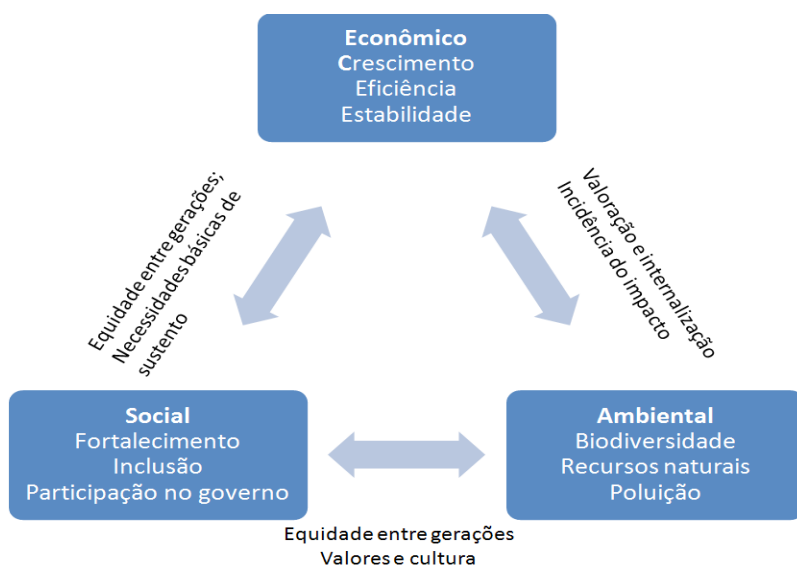 Econômico
Crescimento
Eficiência
Estabilidade
Equidade entre gerações;
Necessidades básicas de
sustento
Valoração e internalização
Incidência do impacto
Social
Fortalecimento
Inclusão
Participação no governo
Ambiental
Biodiversidade
Recursos naturais
Poluição
Equidade entre gerações
Valores e cultura